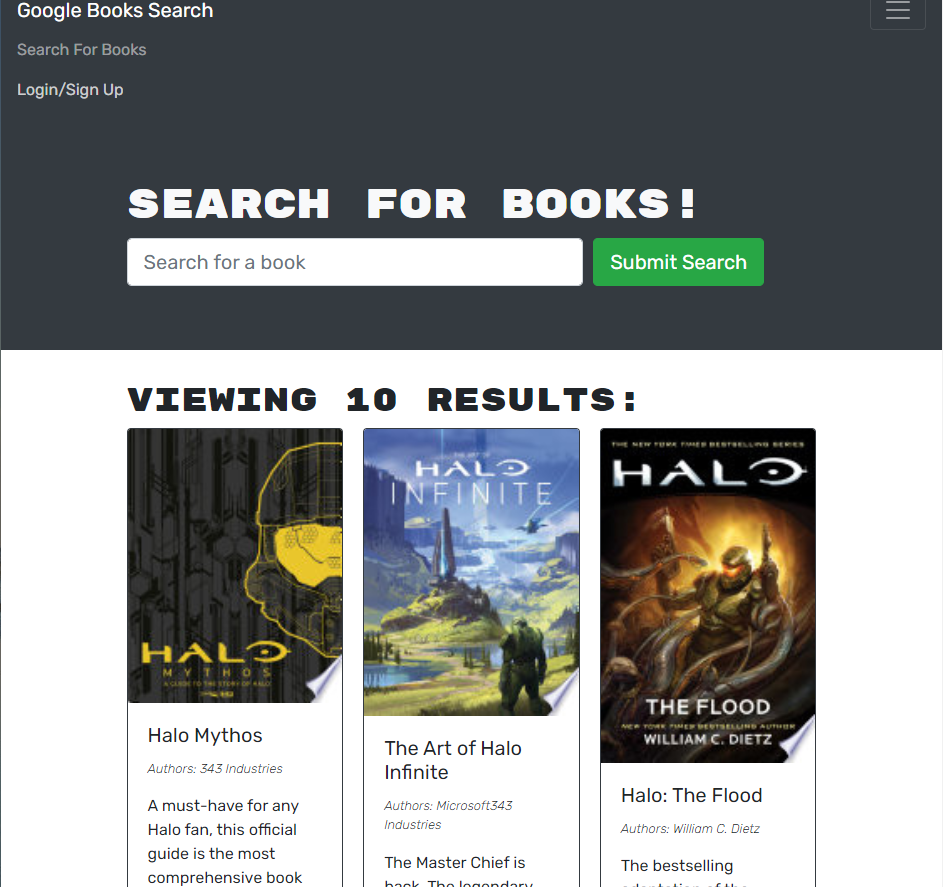 Google Books Search
Search For Books
Login/Sign Up
SEARCH FOR BOOKS!
Search for a book
Submit Search
VIEWING 10 RESULTS:
HALO
MYTHOS
A GUIDE TO THE STORY OF HALO
Halo Mythos
Authors: 343 Industries
A must-have for any
Halo fan, this official
guide is the most
comprehensive book
THE ART OF
HALO
INFINITE
The Art of Halo
Infinite
Authors: Microsoft343
Industries
The Master Chief is
back. The legendary
THE NEW YORK TIMES BESTSELLING SERIES
HALO
THE FLOOD
NEW YORK TIMES BESTSELLING AUTHOR
WILLIAM C. DIETZ
Halo: The Flood
Authors: William C. Dietz
The bestselling
adaptation of the